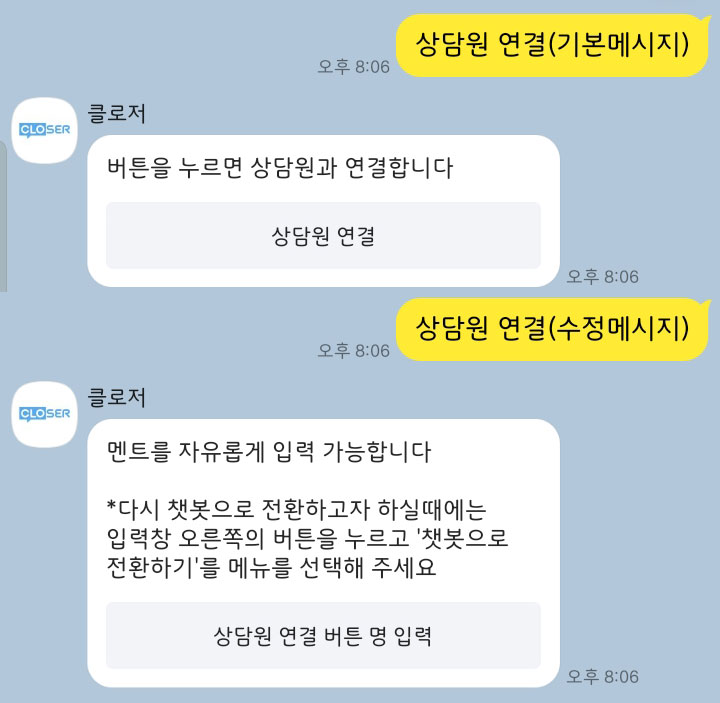 상담원 연결(기본메시지)
오후 8:06
CLOSER
클로저
버튼을 누르면 상담원과 연결합니다
상담원 연결
오후 8:06
상담원 연결(수정메시지)
오후 8:06
CLOSER
클로저
멘트를 자유롭게 입력 가능합니다
*다시 챗봇으로 전환하고자 하실때에는
입력창 오른쪽의 버튼을 누르고 '챗봇으로
전환하기'를 메뉴를 선택해 주세요
상담원 연결 버튼 명 입력
오후 8:06